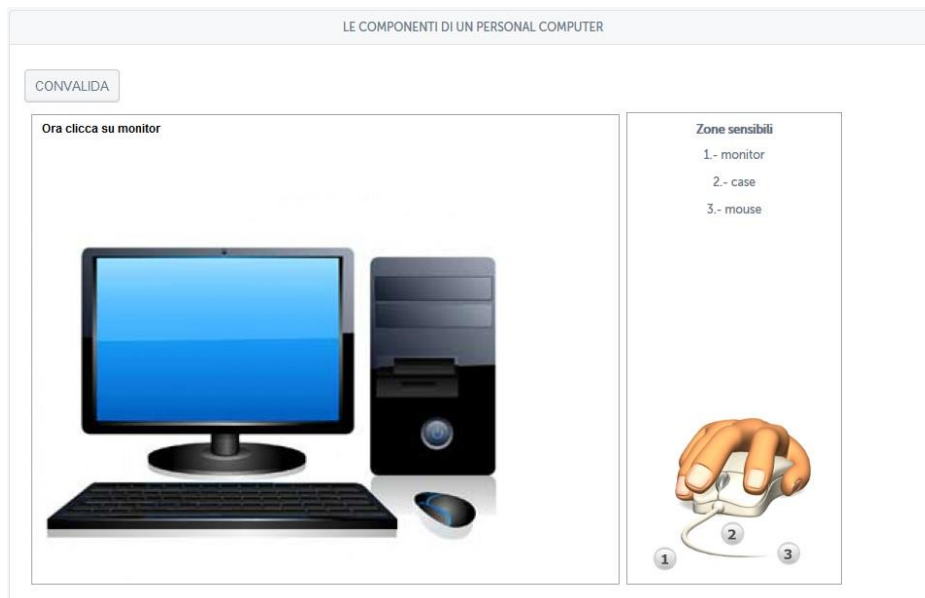 LE COMPONENTI DI UN PERSONAL COMPUTER
CONVALIDA
Ora clicca su monitor
Zone sensibili
1.- monitor
2.- case
3.- mouse
1
2
3